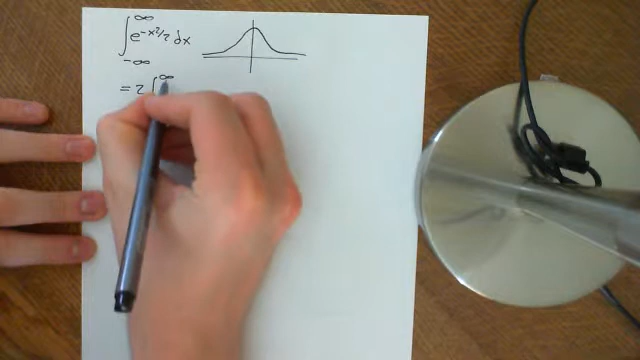 ∫_{-∞}^{∞} e^{-x²/2} dx
= 2 ∫^{∞}